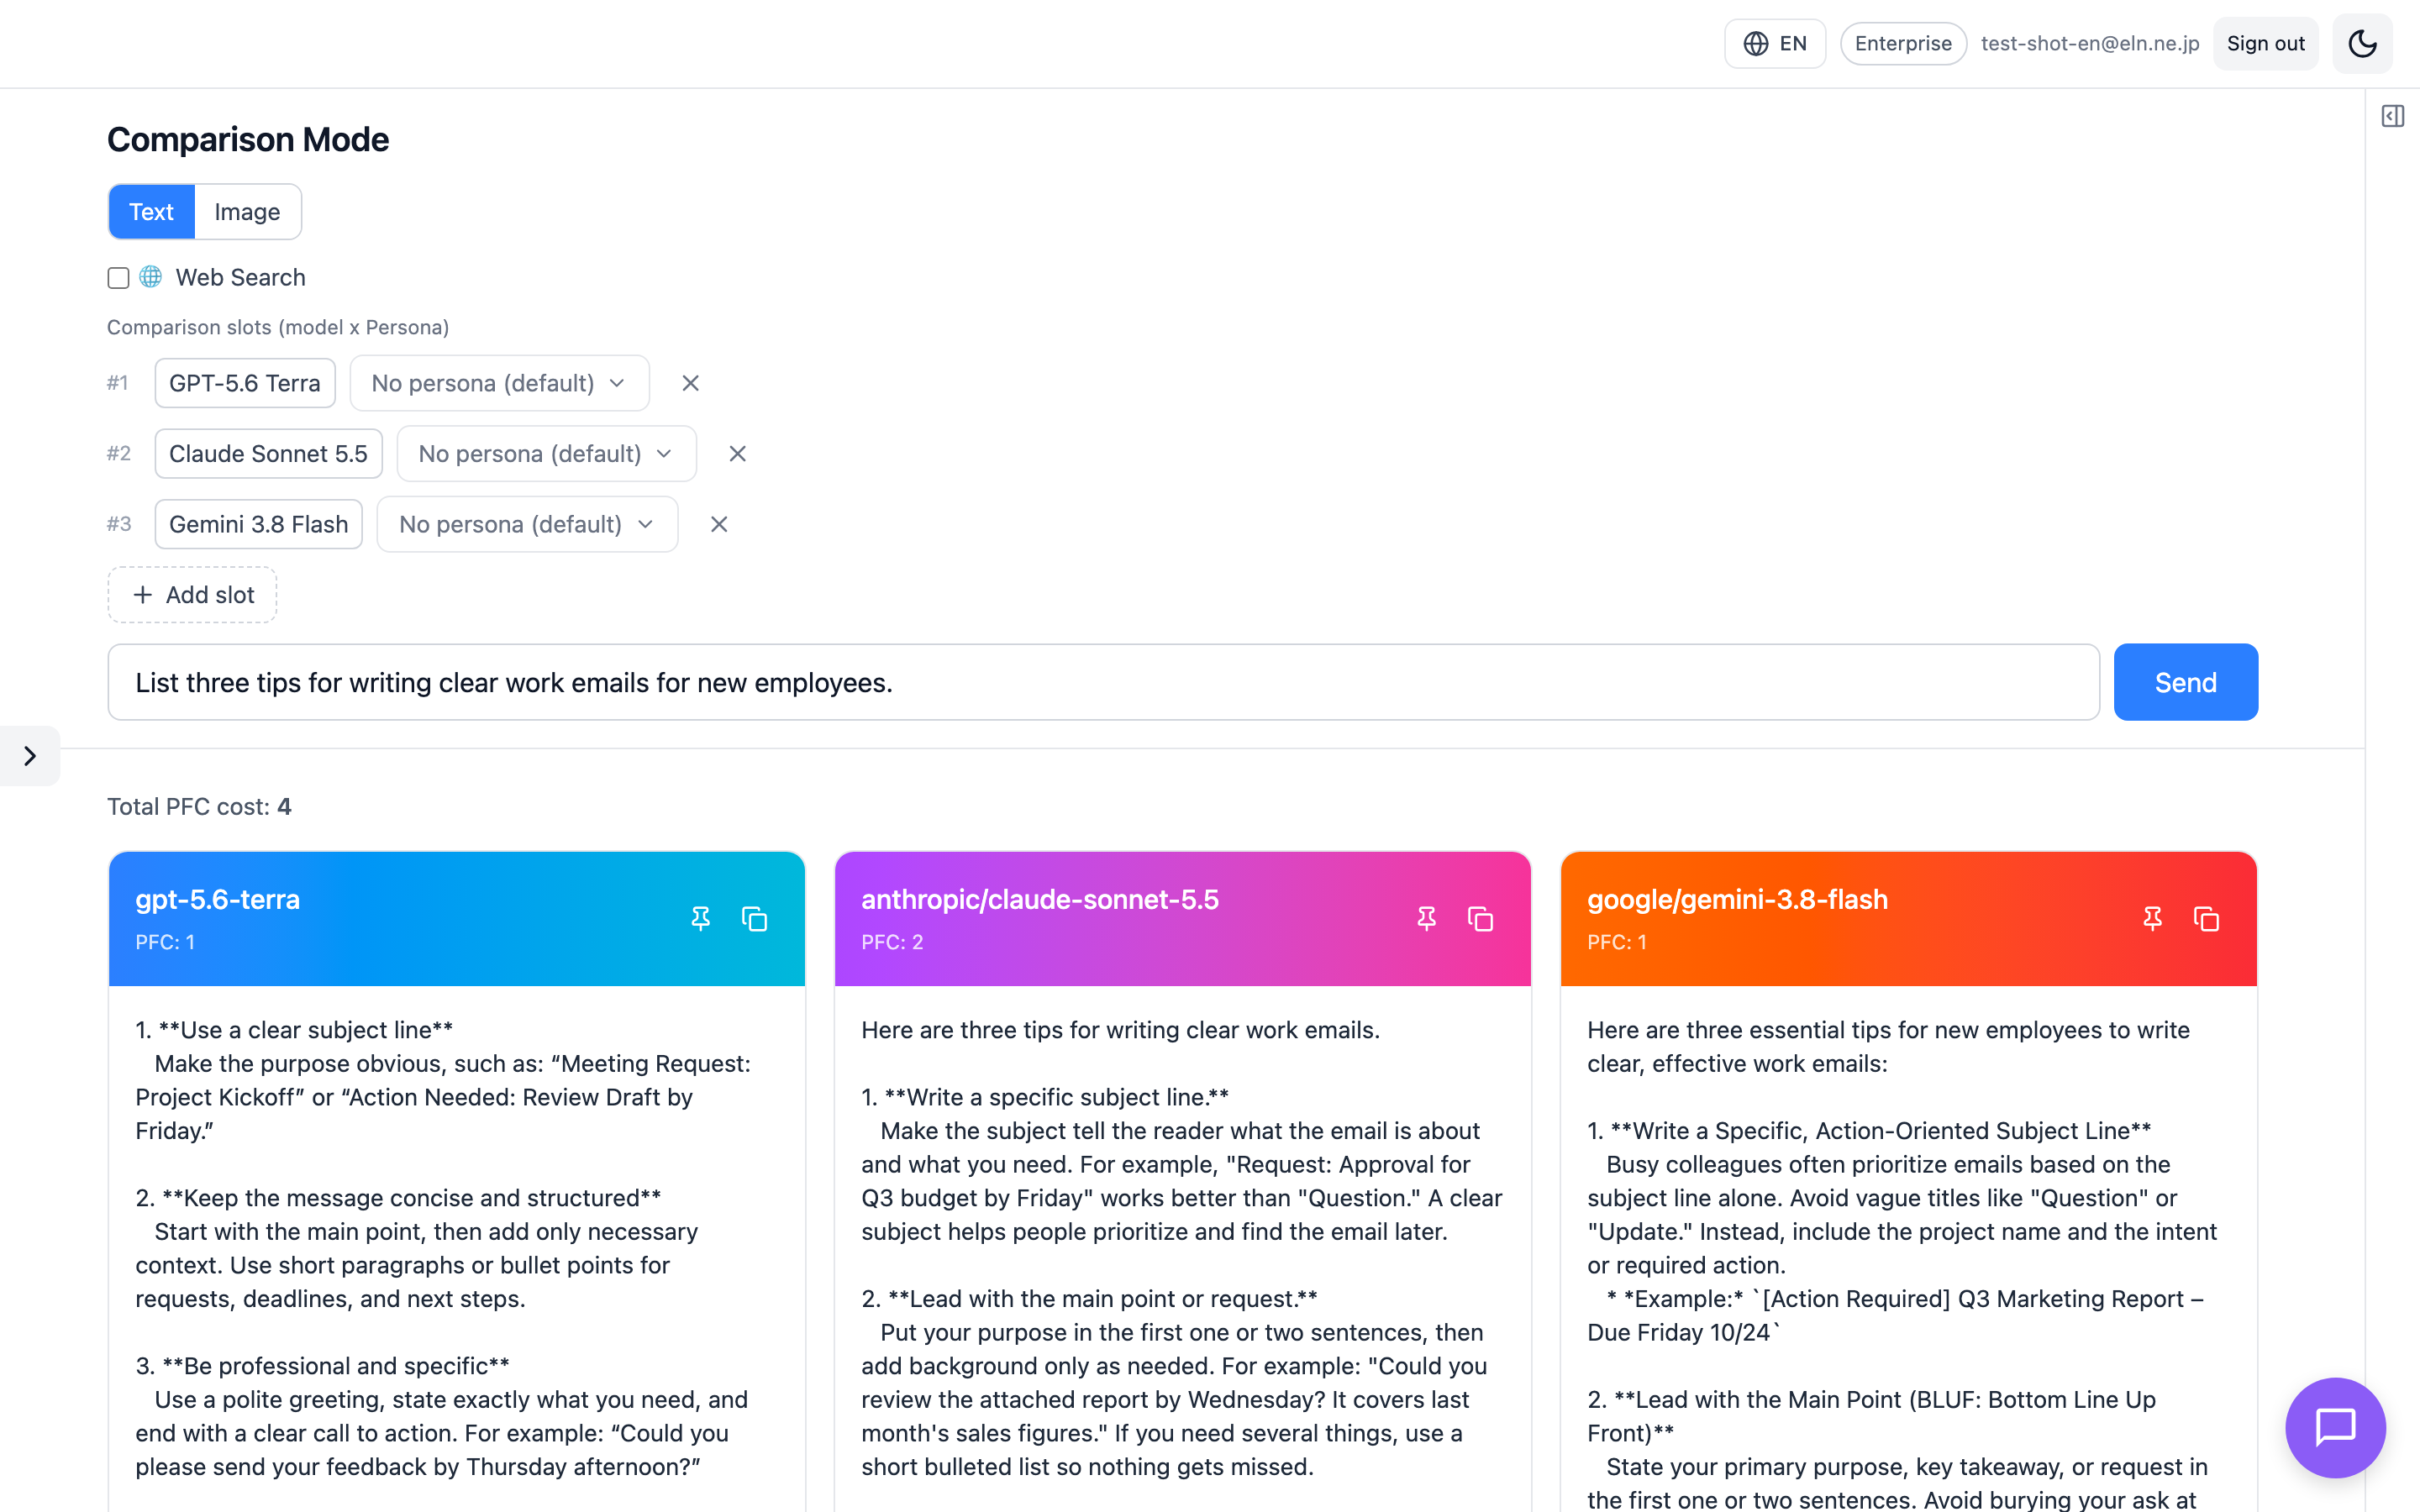 EN
Enterprise
test-shot-en@eln.ne.jp
Sign out
Comparison Mode
Text
Image
Web Search
Comparison slots (model x Persona)
#1 GPT-5.6 Terra No persona (default)
#2 Claude Sonnet 5.5 No persona (default)
#3 Gemini 3.8 Flash No persona (default)
+ Add slot
List three tips for writing clear work emails for new employees.
Send
Total PFC cost: 4
gpt-5.6-terra
PFC: 1
1. **Use a clear subject line**
Make the purpose obvious, such as: “Meeting Request:
Project Kickoff” or “Action Needed: Review Draft by
Friday.”
2. **Keep the message concise and structured**
Start with the main point, then add only necessary
context. Use short paragraphs or bullet points for
requests, deadlines, and next steps.
3. **Be professional and specific**
Use a polite greeting, state exactly what you need, and
end with a clear call to action. For example: “Could you
please send your feedback by Thursday afternoon?”
anthropic/claude-sonnet-5.5
PFC: 2
Here are three tips for writing clear work emails.
1. **Write a specific subject line.**
Make the subject tell the reader what the email is about
and what you need. For example, "Request: Approval for
Q3 budget by Friday" works better than "Question." A clear
subject helps people prioritize and find the email later.
2. **Lead with the main point or request.**
Put your purpose in the first one or two sentences, then
add background only as needed. For example: "Could you
review the attached report by Wednesday? It covers last
month's sales figures." If you need several things, use a
short bulleted list so nothing gets missed.
google/gemini-3.8-flash
PFC: 1
Here are three essential tips for new employees to write
clear, effective work emails:
1. **Write a Specific, Action-Oriented Subject Line**
Busy colleagues often prioritize emails based on the
subject line alone. Avoid vague titles like "Question" or
"Update." Instead, include the project name and the intent
or required action.
* *Example:* `[Action Required] Q3 Marketing Report –
Due Friday 10/24`
2. **Lead with the Main Point (BLUF: Bottom Line Up
Front)**
State your primary purpose, key takeaway, or request in
the first one or two sentences. Avoid burying your ask at